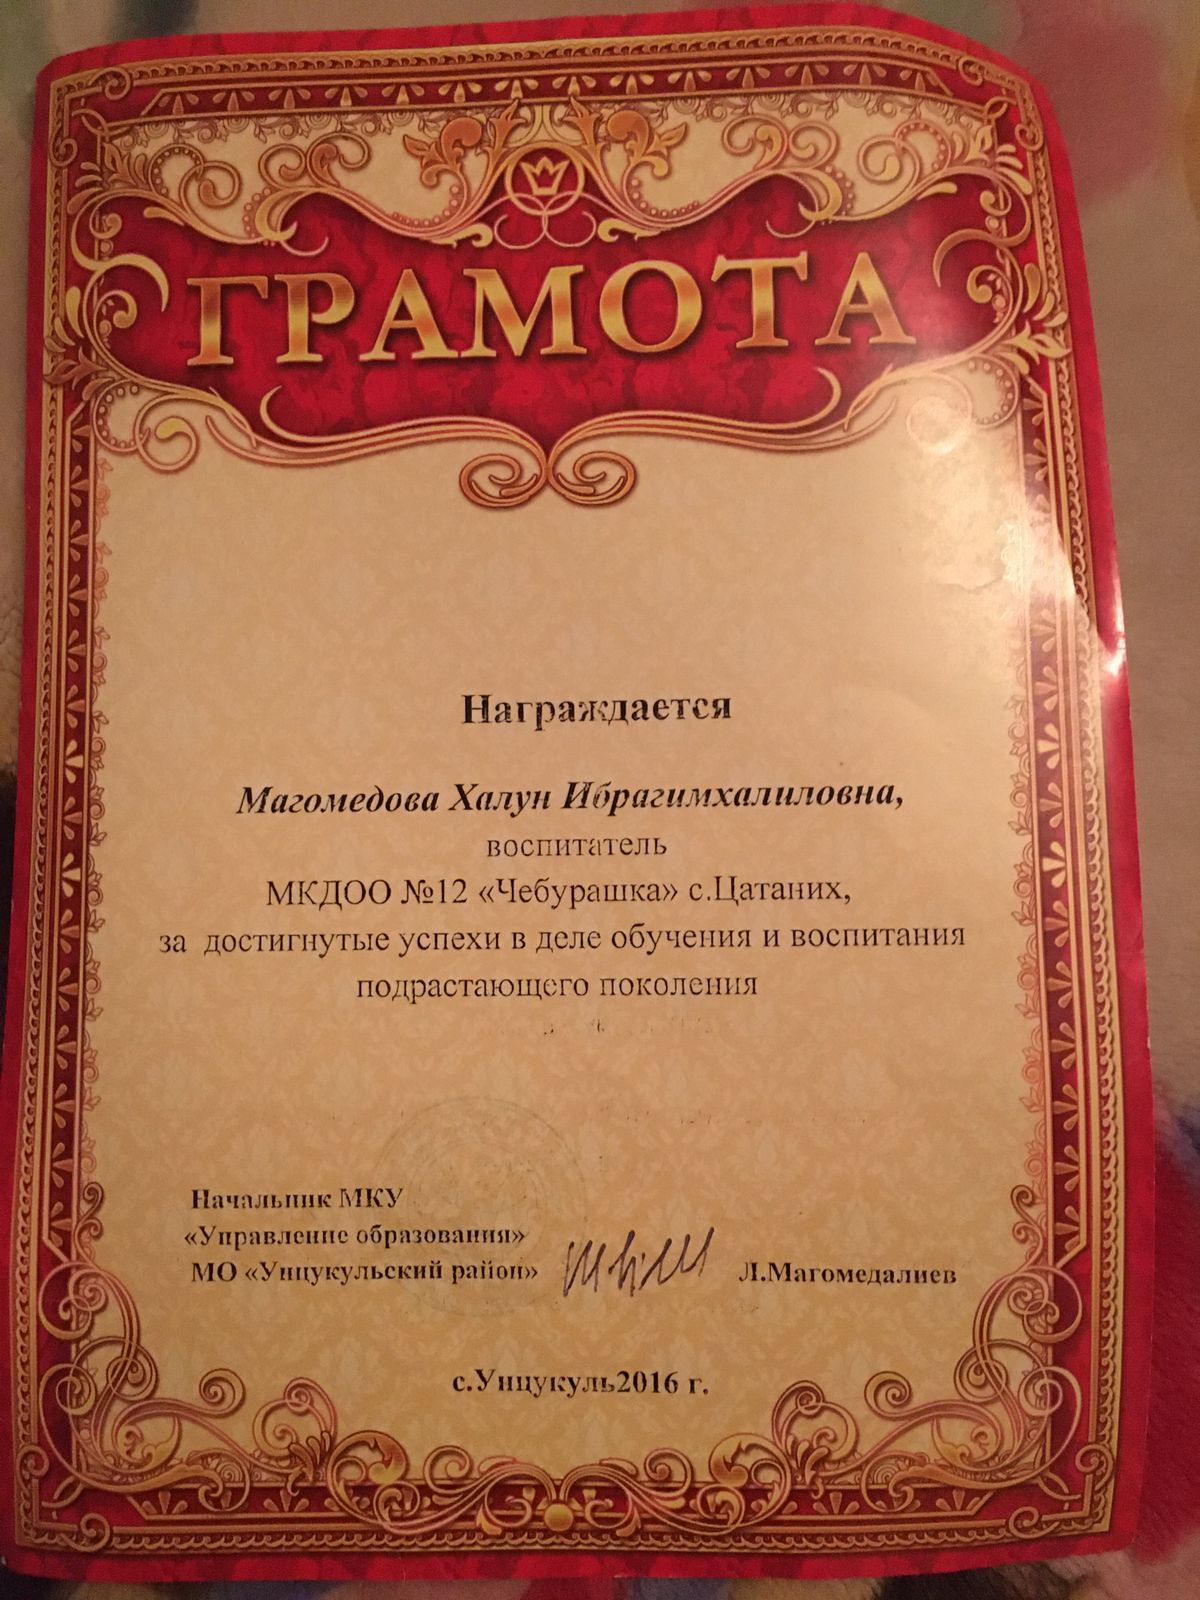 ГРАМОТА
Награждается
Магомедова Халун Ибрагимхалиловна,
воспитатель
МКДОО №12 «Чебурашка» с.Цатаних,
за достигнутые успехи в деле обучения и воспитания
подрастающего поколения
Начальник МКУ
«Управление образования»
МО «Унцукульский район» Л.Магомедалиев
с.Унцукуль2016 г.